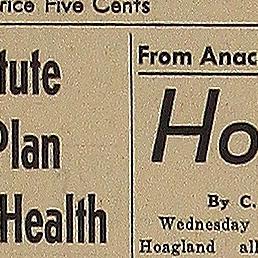 rice Five Cents
tute
Plan
Health
From Anac
Ho
By C.
Wednesday
Hoagland all